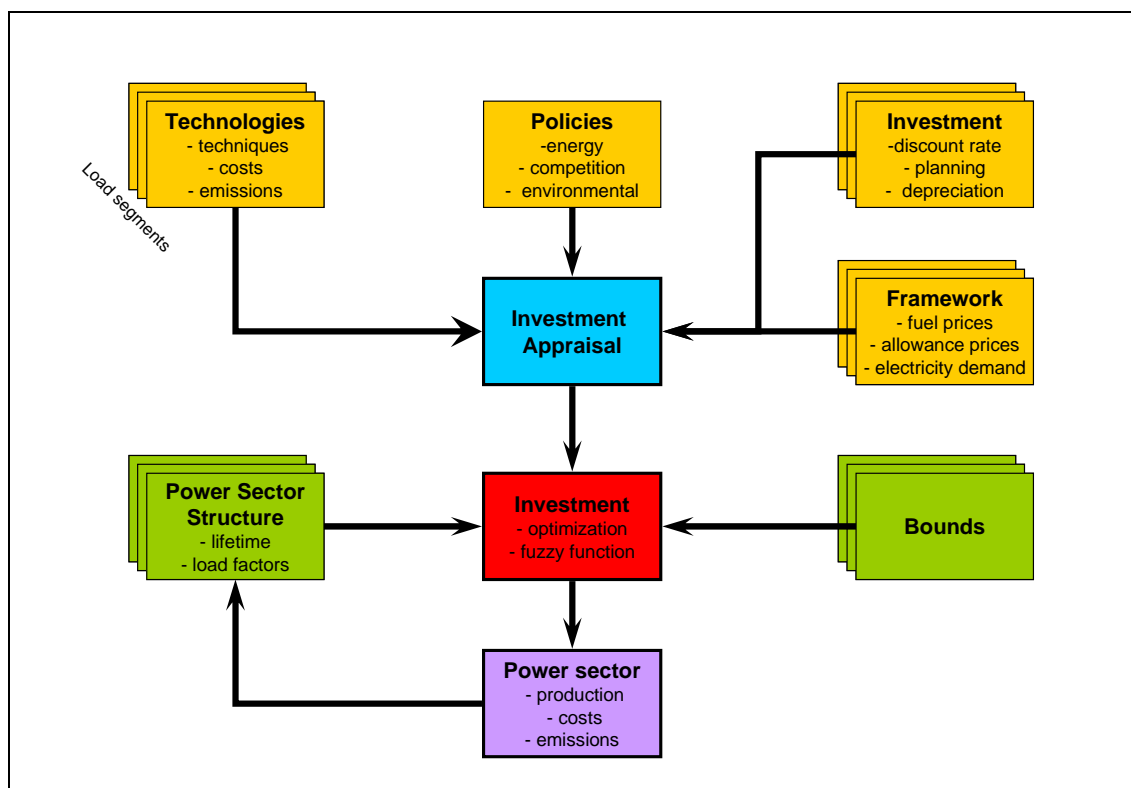 Technologies
- techniques
- costs
- emissions
Load segments
Policies
-energy
- competition
- environmental
Investment
-discount rate
- planning
- depreciation
Investment
Appraisal
Framework
- fuel prices
- allowance prices
- electricity demand
Power Sector
Structure
- lifetime
- load factors
Investment
- optimization
- fuzzy function
Bounds
Power sector
- production
- costs
- emissions